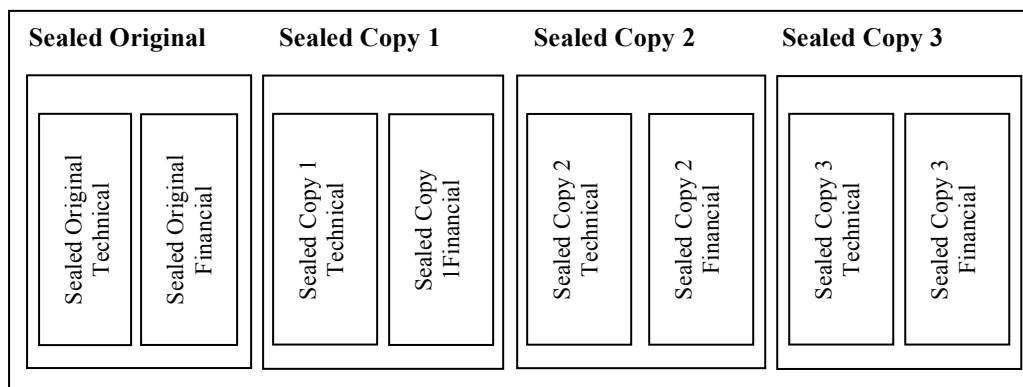 Sealed Original
Sealed Copy 1
Sealed Copy 2
Sealed Copy 3
Sealed Original
Technical
Sealed Original
Financial
Sealed Copy 1
Technical
Sealed Copy
1Financial
Sealed Copy 2
Technical
Sealed Copy 2
Financial
Sealed Copy 3
Technical
Sealed Copy 3
Financial